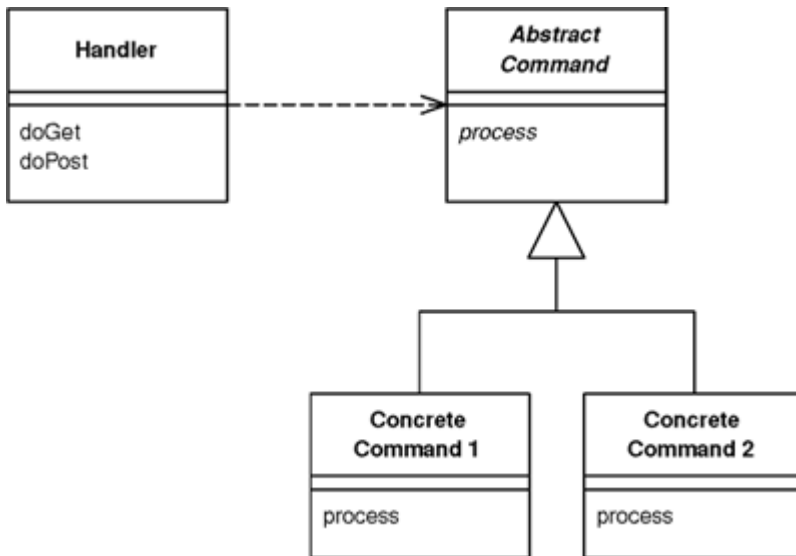 Handler
doGet
doPost
Abstract
Command
process
Concrete
Command 1
process
Concrete
Command 2
process